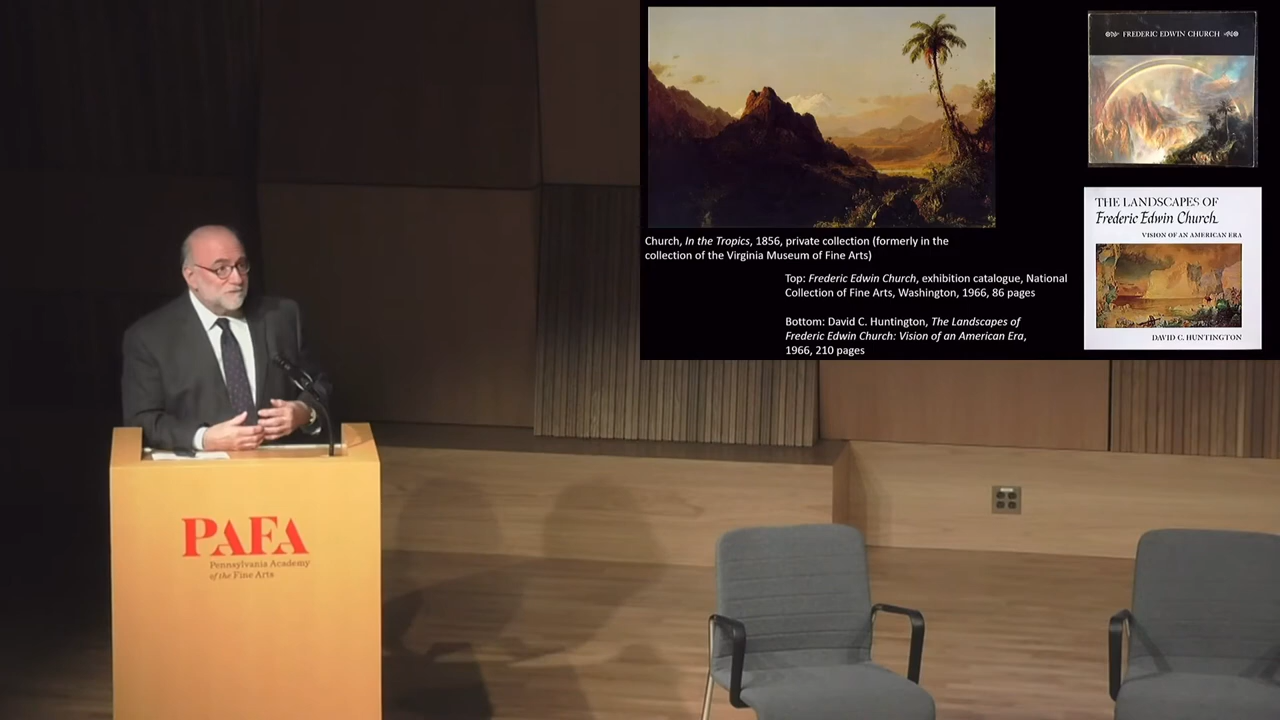 FREDERIC EDWIN CHURCH
THE LANDSCAPES OF
Frederic Edwin Church
VISION OF AN AMERICAN ERA
DAVID C. HUNTINGTON
Church, In the Tropics, 1856, private collection (formerly in the
collection of the Virginia Museum of Fine Arts)
Top: Frederic Edwin Church, exhibition catalogue, National
Collection of Fine Arts, Washington, 1966, 86 pages
Bottom: David C. Huntington, The Landscapes of
Frederic Edwin Church: Vision of an American Era,
1966, 210 pages
PAFA
Pennsylvania Academy
of the Fine Arts